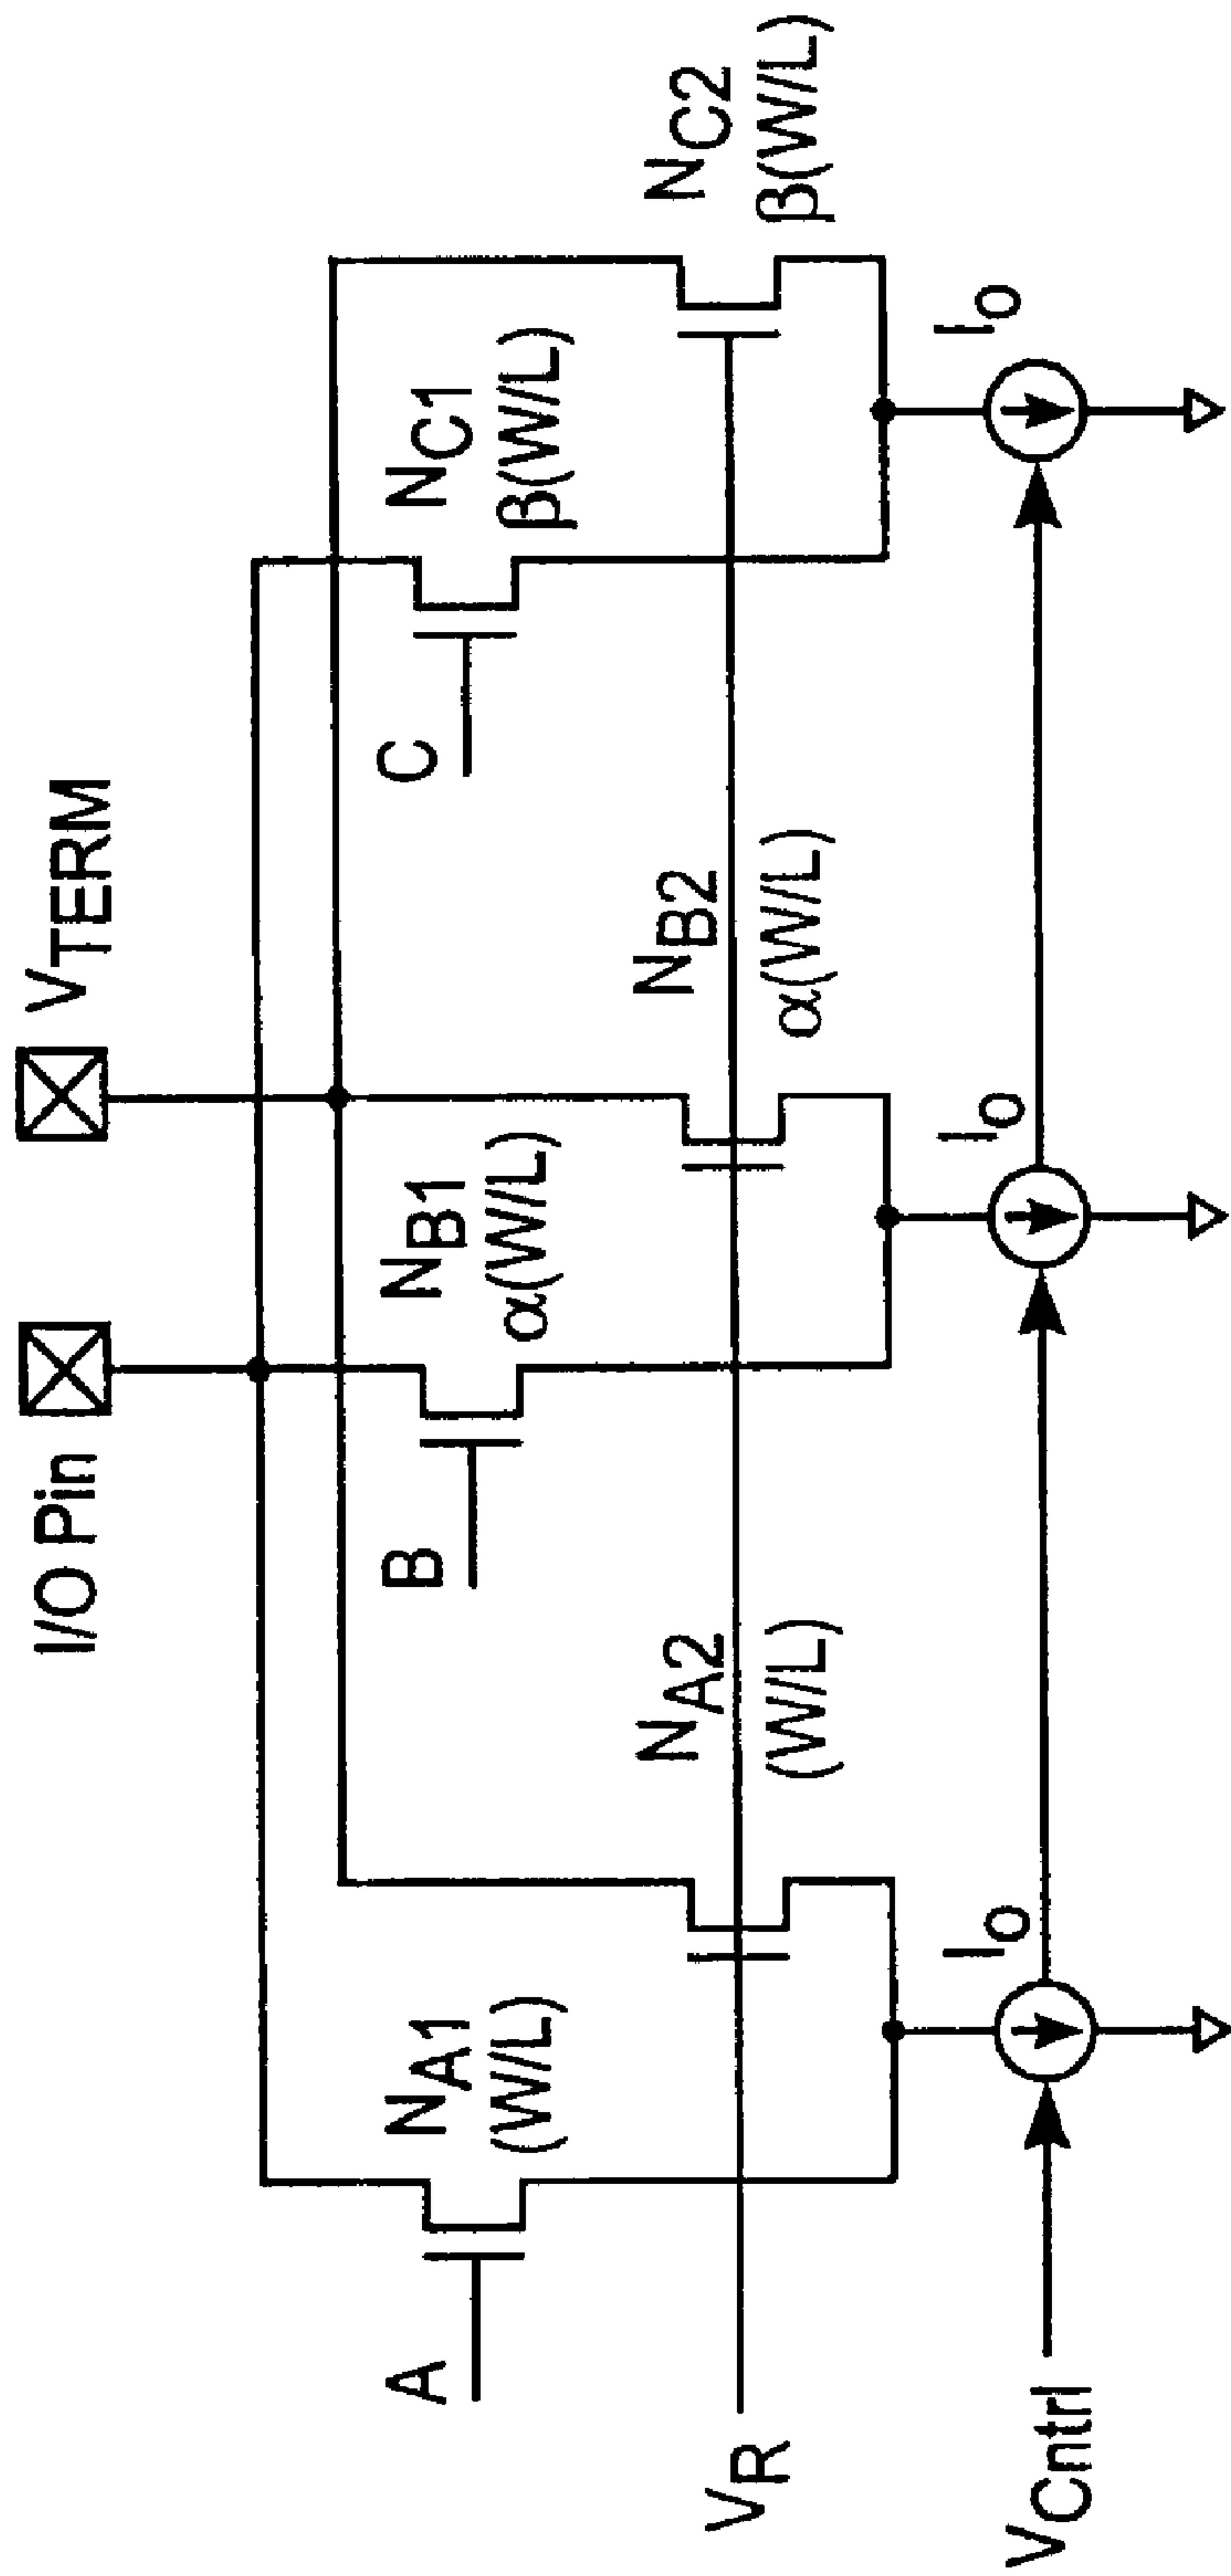 I/O Pin
VTERM
A
NA1
(W/L)
B
NB1
α(W/L)
C
NC1
β(W/L)
VR
NA2
(W/L)
NB2
α(W/L)
NC2
β(W/L)
VCntrl
IO
IO
IO